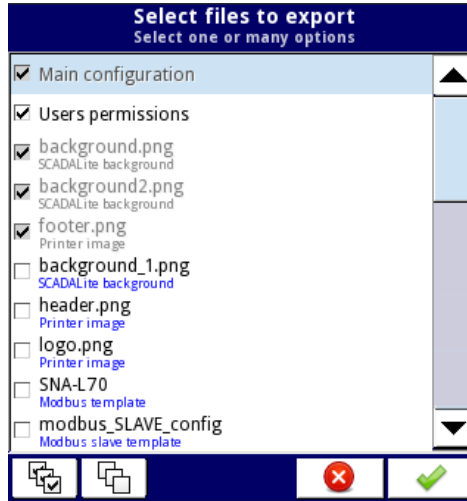 Select files to export
Select one or many options
Main configuration
Users permissions
background.png
SCADALite background
background2.png
SCADALite background
footer.png
Printer image
background_1.png
SCADALite background
header.png
Printer image
logo.png
Printer image
SNA-L70
Modbus template
modbus_SLAVE_config
Modbus slave template